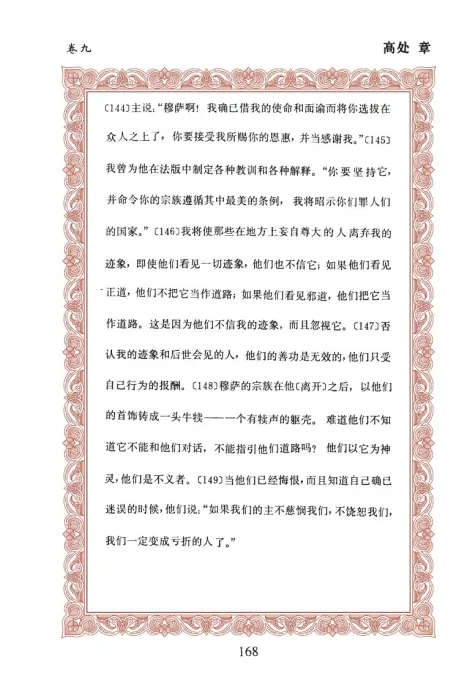 卷九
高处 章
〔144〕主说:“穆萨啊!我确已借我的使命和面谕而将你选拔在
众人之上了,你要接受我所赐你的恩惠,并当感谢我。”〔145〕
我曾为他在法版中制定各种教训和各种解释。“你要坚持它,
并命令你的宗族遵循其中最美的条例,我将昭示你们罪人们
的国家。”〔146〕我将使那些在地方上妄自尊大的人离弃我的
迹象,即使他们看见一切迹象,他们也不信它;如果他们看见
正道,他们不把它当作道路;如果他们看见邪道,他们把它当
作道路。这是因为他们不信我的迹象,而且忽视它。〔147〕否
认我的迹象和后世会见的人,他们的善功是无效的,他们只受
自己行为的报酬。〔148〕穆萨的宗族在他(离开)之后,以他们
的首饰铸成一头牛犊——一个有犊声的躯壳。难道他们不知
道它不能和他们对话,不能指引他们道路吗?他们以它为神
灵,他们是不义者。〔149〕当他们已经悔恨,而且知道自己确已
迷误的时候,他们说:“如果我们的主不慈悯我们,不饶恕我们,
我们一定变成亏折的人了。”
168